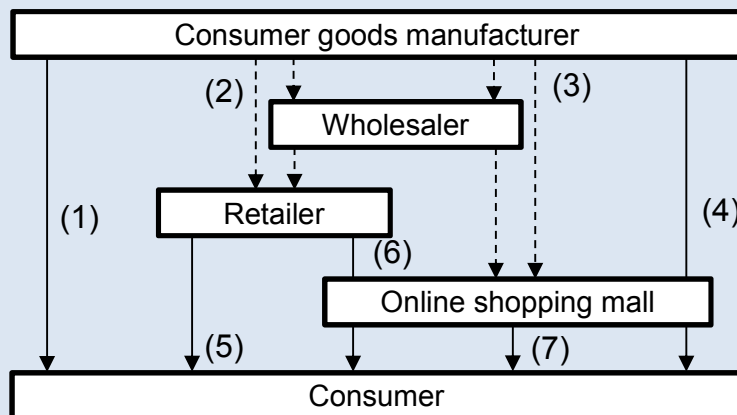 Consumer goods manufacturer
(2)
(3)
Wholesaler
Retailer
(1)
(4)
(6)
Online shopping mall
(5)
(7)
Consumer